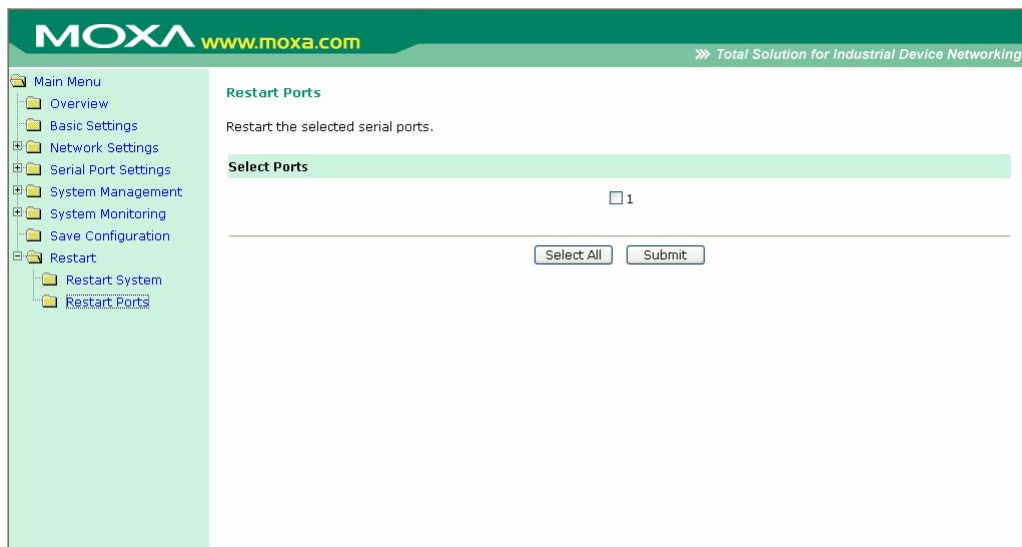 MOXA www.moxa.com
Total Solution for Industrial Device Networking
Main Menu
Overview
Basic Settings
Network Settings
Serial Port Settings
System Management
System Monitoring
Save Configuration
Restart
Restart System
Restart Ports
Restart Ports
Restart the selected serial ports.
Select Ports
1
Select All Submit